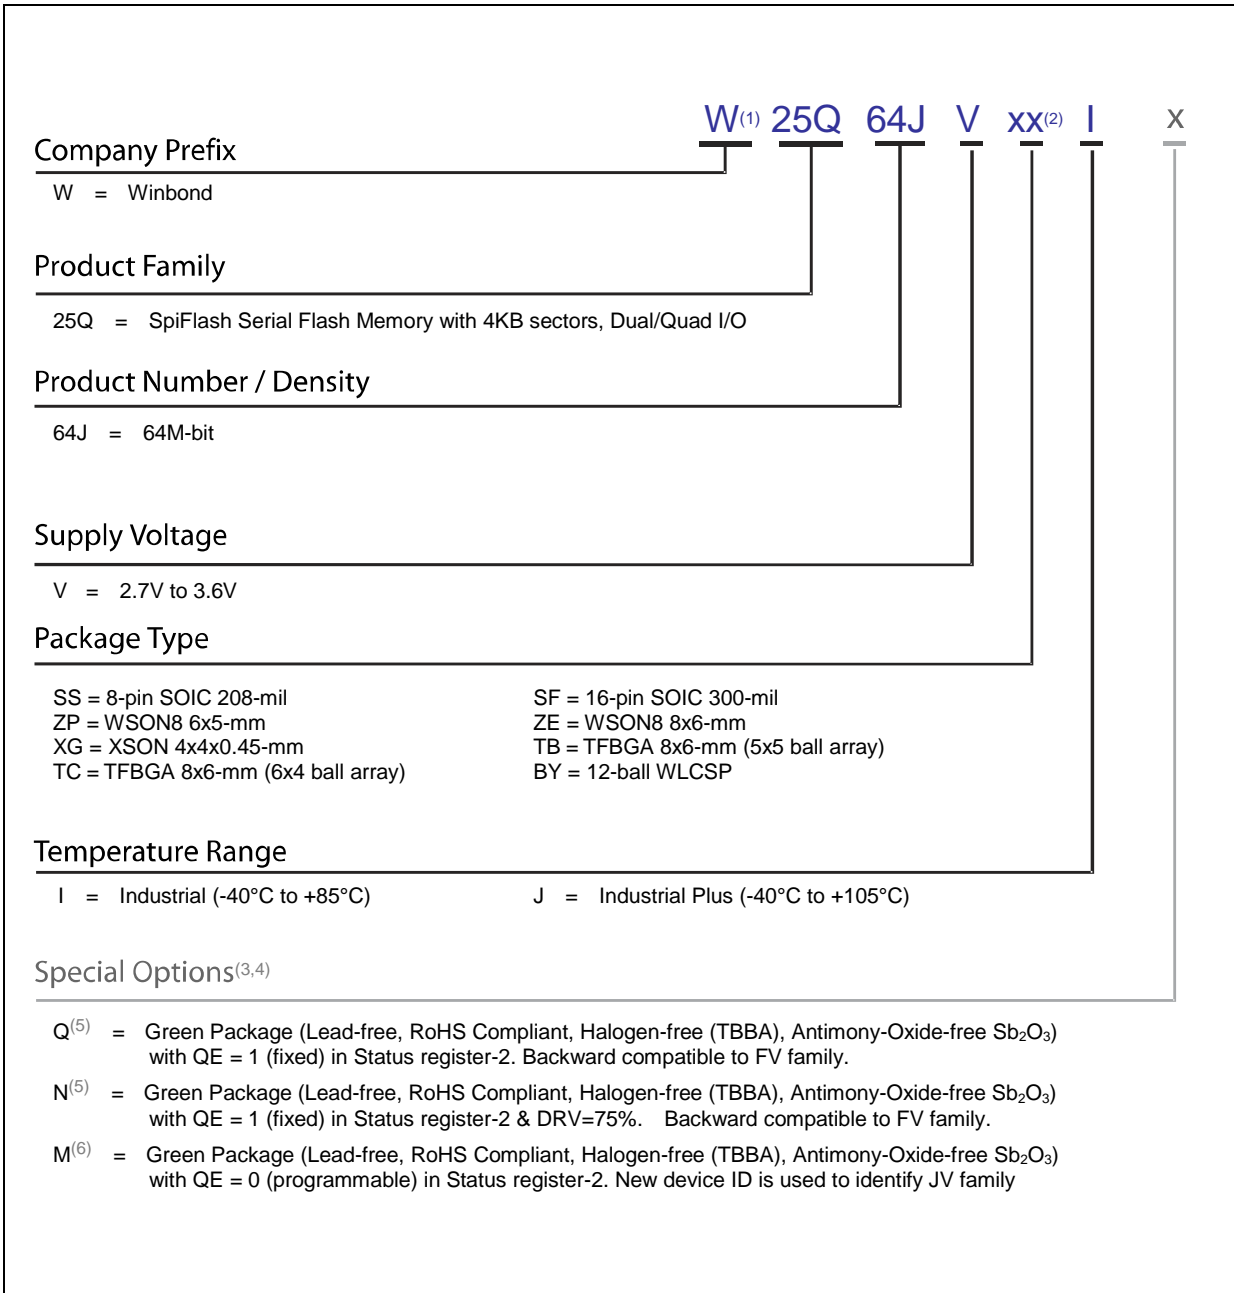 W(1) 25Q 64J V xx(2) I x
Company Prefix
W = Winbond
Product Family
25Q = SpiFlash Serial Flash Memory with 4KB sectors, Dual/Quad I/O
Product Number / Density
64J = 64M-bit
Supply Voltage
V = 2.7V to 3.6V
Package Type
SS = 8-pin SOIC 208-mil SF = 16-pin SOIC 300-mil
ZP = WSON8 6x5-mm ZE = WSON8 8x6-mm
XG = XSON 4x4x0.45-mm TB = TFBGA 8x6-mm (5x5 ball array)
TC = TFBGA 8x6-mm (6x4 ball array) BY = 12-ball WLCSP
Temperature Range
I = Industrial (-40°C to +85°C) J = Industrial Plus (-40°C to +105°C)
Special Options(3,4)
Q(5) = Green Package (Lead-free, RoHS Compliant, Halogen-free (TBBA), Antimony-Oxide-free Sb₂O₃)
with QE = 1 (fixed) in Status register-2. Backward compatible to FV family.
N(5) = Green Package (Lead-free, RoHS Compliant, Halogen-free (TBBA), Antimony-Oxide-free Sb₂O₃)
with QE = 1 (fixed) in Status register-2 & DRV=75%. Backward compatible to FV family.
M(6) = Green Package (Lead-free, RoHS Compliant, Halogen-free (TBBA), Antimony-Oxide-free Sb₂O₃)
with QE = 0 (programmable) in Status register-2. New device ID is used to identify JV family